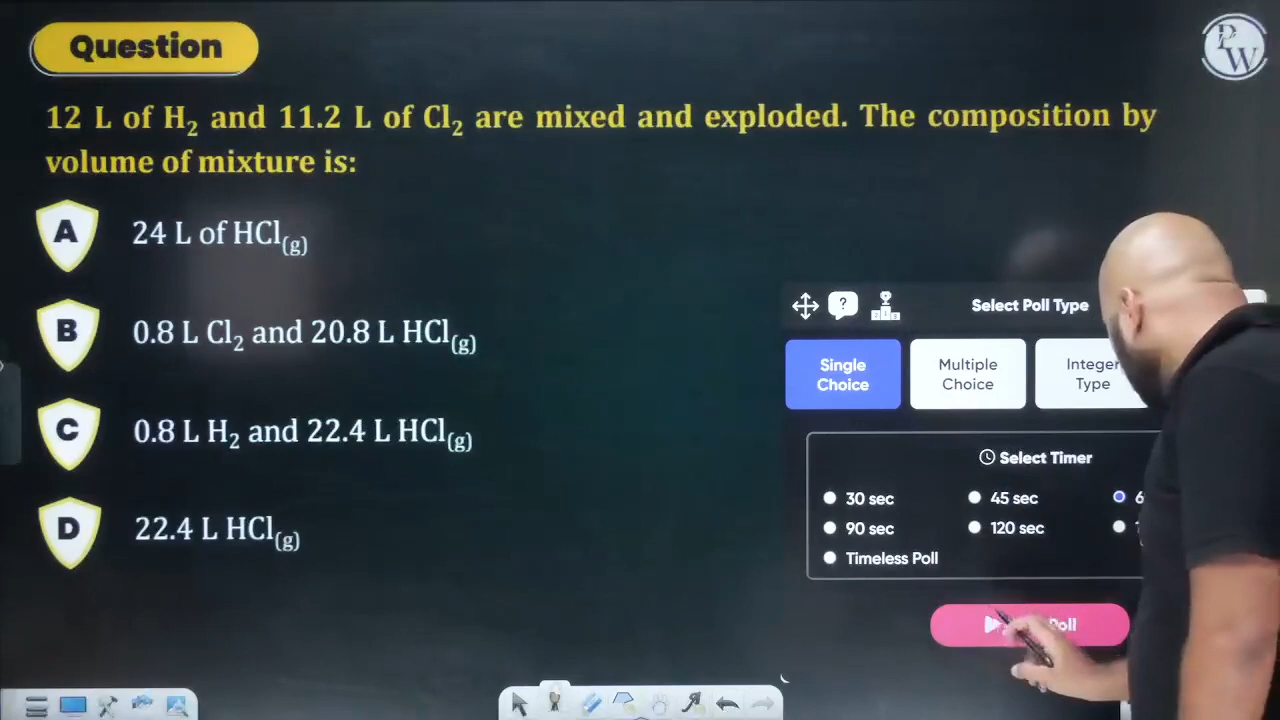 Question
PW
12 L of H₂ and 11.2 L of Cl₂ are mixed and exploded. The composition by
volume of mixture is:
A 24 L of HCl₍g₎
B 0.8 L Cl₂ and 20.8 L HCl₍g₎
C 0.8 L H₂ and 22.4 L HCl₍g₎
D 22.4 L HCl₍g₎
Select Poll Type
Single Choice
Multiple Choice
Integer Type
Select Timer
30 sec
45 sec
90 sec
120 sec
Timeless Poll
Poll